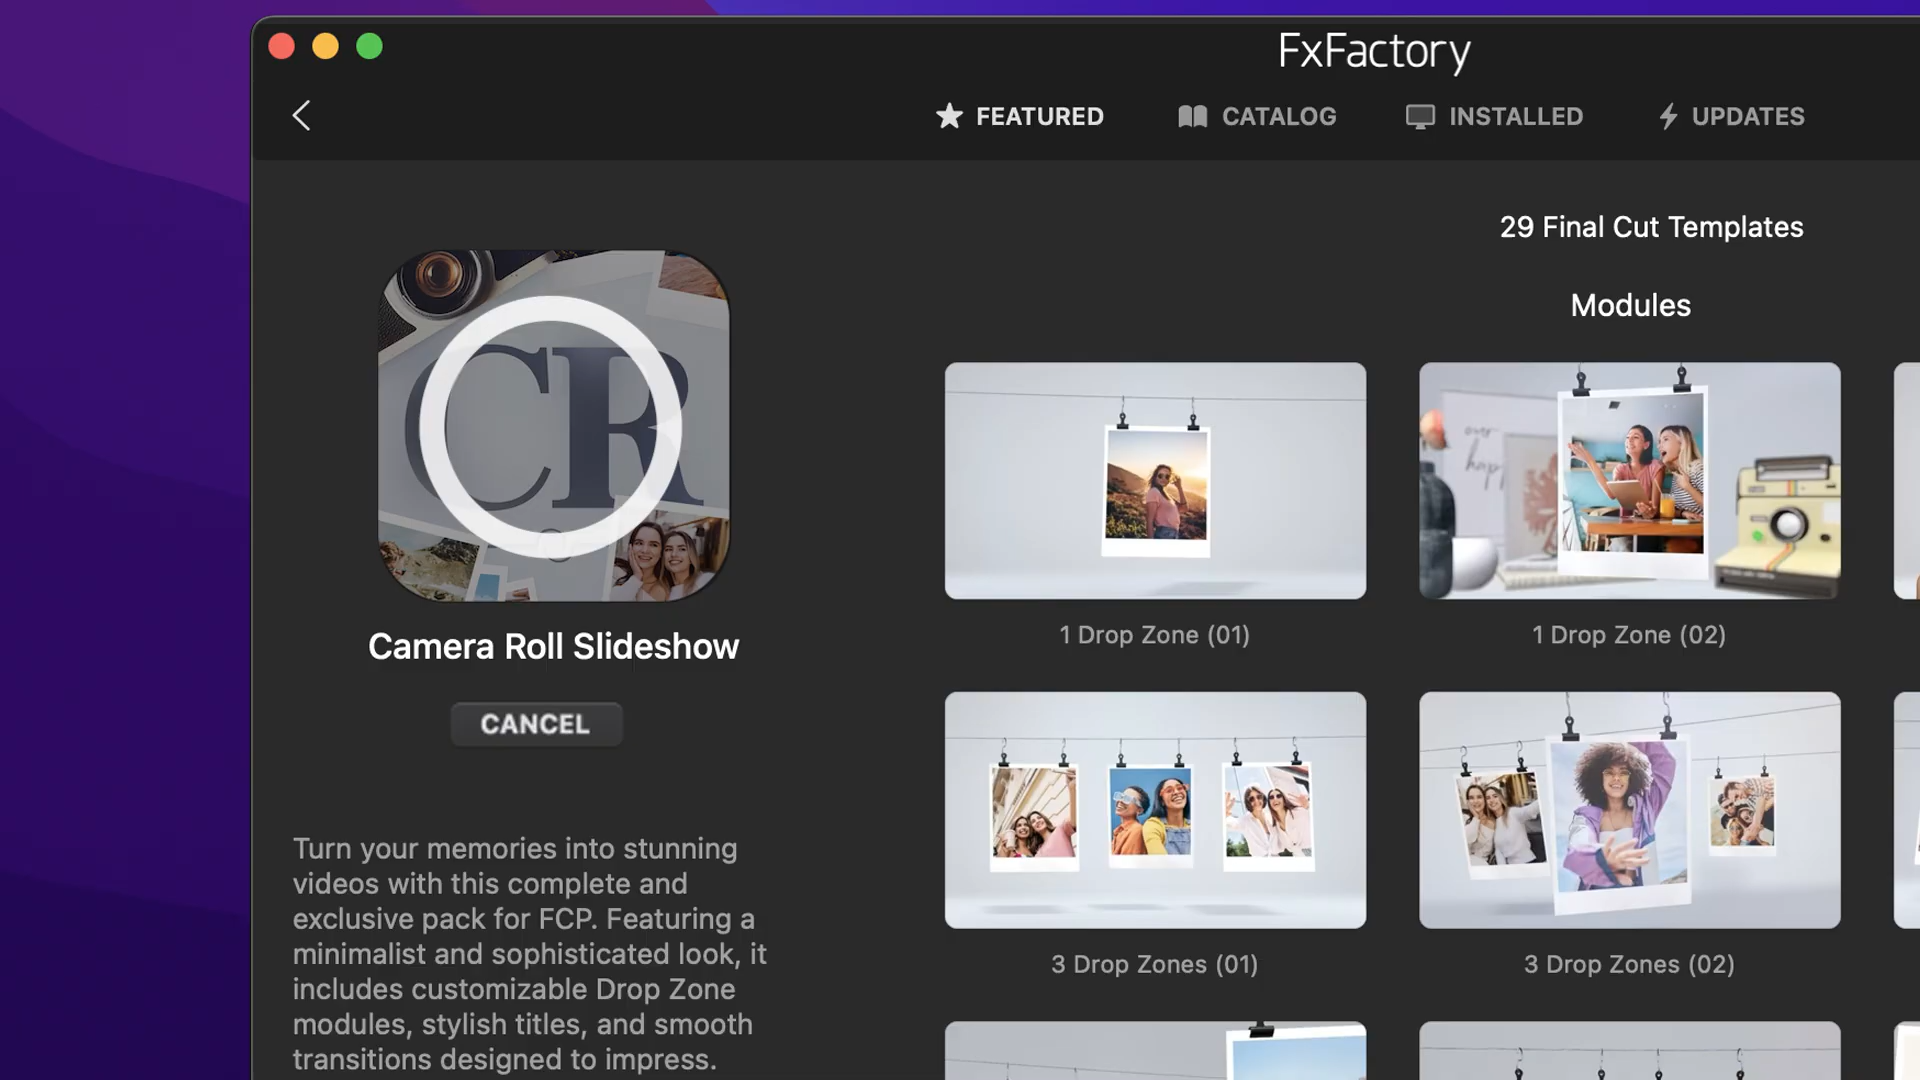 FxFactory
FEATURED
CATALOG
INSTALLED
UPDATES
29 Final Cut Templates
Modules
CR
Camera Roll Slideshow
CANCEL
Turn your memories into stunning
videos with this complete and
exclusive pack for FCP. Featuring a
minimalist and sophisticated look, it
includes customizable Drop Zone
modules, stylish titles, and smooth
transitions designed to impress.
over
1 Drop Zone (01)
1 Drop Zone (02)
3 Drop Zones (01)
3 Drop Zones (02)